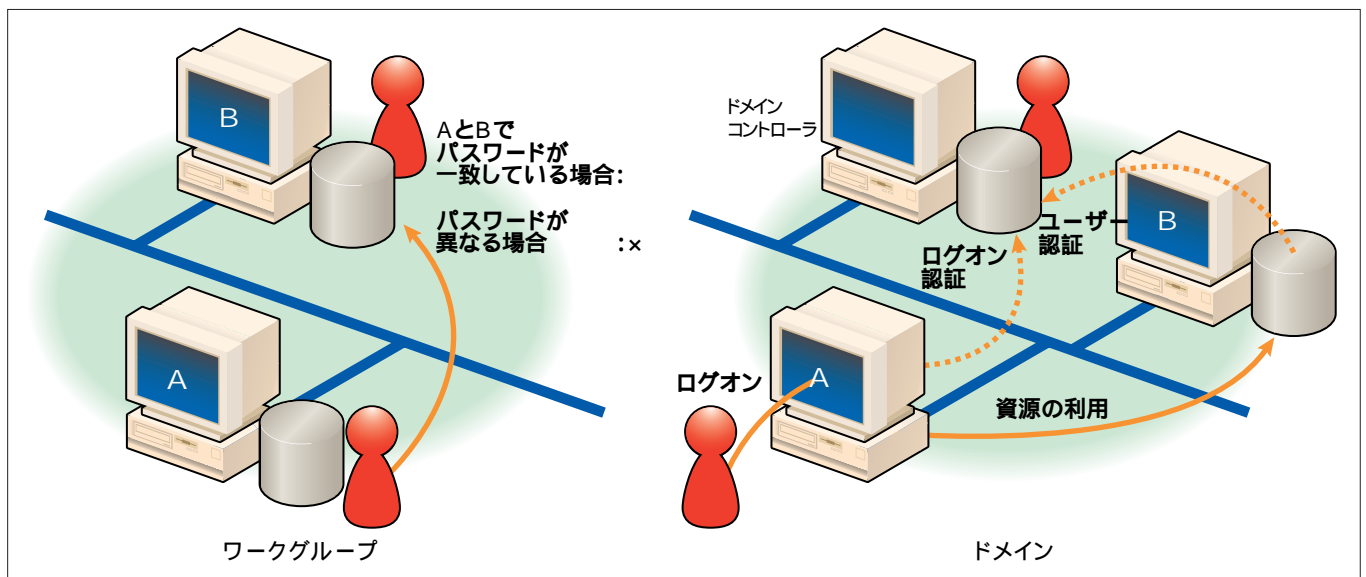 B
AとBで
パスワードが
一致している場合:
パスワードが
異なる場合 :×
A
ワークグループ
ドメイン
コントローラ
B
ユーザー
認証
ログオン
認証
ログオン
A
資源の利用
ドメイン